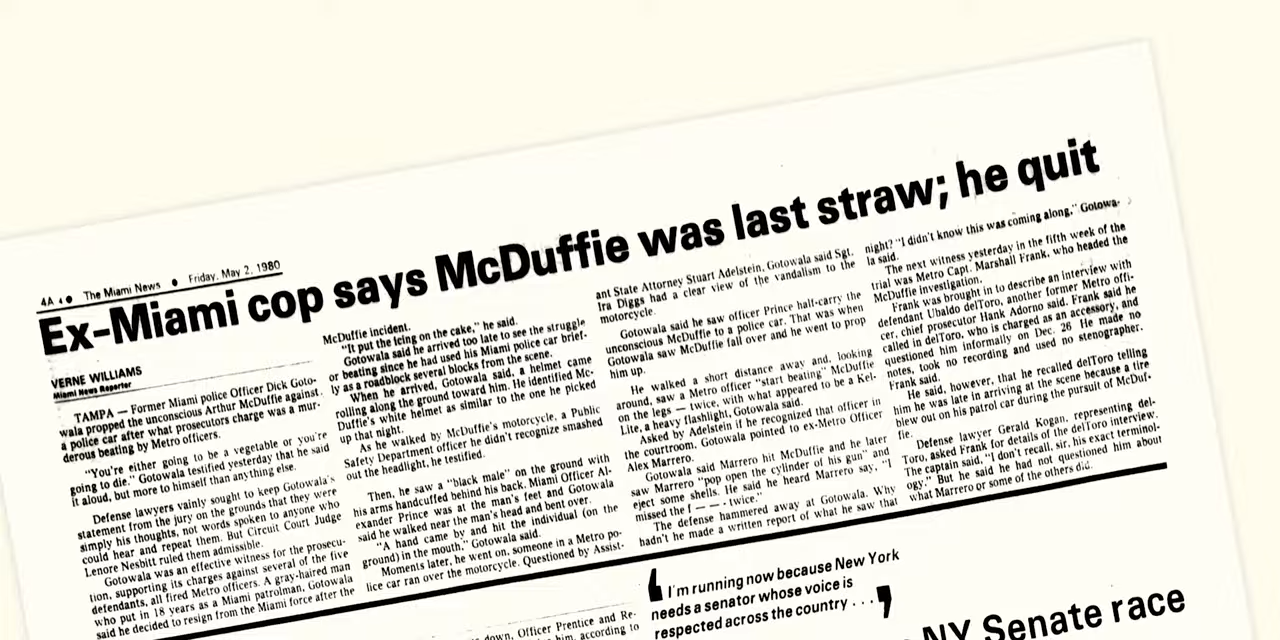 4A • The Miami News • Friday, May 2, 1980
Ex-Miami cop says McDuffie was last straw; he quit
VERNE WILLIAMS
Miami News Reporter
TAMPA — Former Miami police Officer Dick Goto-
wala propped the unconscious Arthur McDuffie against
a police car after what prosecutors charge was a mur-
derous beating by Metro officers.
"You're either going to be a vegetable or you're
going to die." Gotowala testified yesterday that he said
it aloud, but more to himself than anything else.
Defense lawyers vainly sought to keep Gotowala's
statement from the jury on the grounds that they were
simply his thoughts, not words spoken to anyone who
could hear and repeat them. But Circuit Court Judge
Lenore Nesbitt ruled them admissible.
Gotowala was an effective witness for the prosecu-
tion, supporting its charges against several of the five
defendants, all fired Metro officers. A gray-haired man
who put in 18 years as a Miami patrolman, Gotowala
said he decided to resign from the Miami force after the
McDuffie incident.
"It put the icing on the cake," he said.
Gotowala said he arrived too late to see the struggle
or beating since he had used his Miami police car brief-
ly as a roadblock several blocks from the scene.
When he arrived, Gotowala said, a helmet came
rolling along the ground toward him. He identified Mc-
Duffie's white helmet as similar to the one he picked
up that night.
As he walked by McDuffie's motorcycle, a Public
Safety Department officer he didn't recognize smashed
out the headlight, he testified.
Then, he saw a "black male" on the ground with
his arms handcuffed behind his back. Miami Officer Al-
exander Prince was at the man's feet and Gotowala
said he walked near the man's head and bent over.
"A hand came by and hit the individual (on the
ground) in the mouth," Gotowala said.
Moments later, he went on, someone in a Metro po-
lice car ran over the motorcycle. Questioned by Assist-
ant State Attorney Stuart Adelstein, Gotowala said Sgt.
Ira Diggs had a clear view of the vandalism to the
motorcycle.
Gotowala said he saw officer Prince half-carry the
unconscious McDuffie to a police car. That was when
Gotowala saw McDuffie fall over and he went to prop
him up.
He walked a short distance away and, looking
around, saw a Metro officer "start beating" McDuffie
on the legs — twice, with what appeared to be a Kel-
Lite, a heavy flashlight, Gotowala said.
Asked by Adelstein if he recognized that officer in
the courtroom. Gotowala pointed to ex-Metro Officer
Alex Marrero.
Gotowala said Marrero hit McDuffie and he later
saw Marrero "pop open the cylinder of his gun" and
eject some shells. He said he heard Marrero say, "I
missed the f — — - twice."
The defense hammered away at Gotowala. Why
hadn't he made a written report of what he saw that
night? "I didn't know this was coming along," Gotowa-
la said.
The next witness yesterday in the fifth week of the
trial was Metro Capt. Marshall Frank, who headed the
McDuffie investigation.
Frank was brought in to describe an interview with
defendant Ubaldo delToro, another former Metro offi-
cer, chief prosecutor Hank Adorno said. Frank said he
called in delToro, who is charged as an accessory, and
questioned him informally on Dec. 26 He made no
notes, took no recording and used no stenographer.
Frank said.
He said, however, that he recalled delToro telling
him he was late in arriving at the scene because a tire
blew out on his patrol car during the pursuit of McDuf-
fie.
Defense lawyer Gerald Kogan, representing del-
Toro, asked Frank for details of the delToro interview.
The captain said, "I don't recall, sir, his exact terminol-
ogy." But he said he had not questioned him about
what Marrero or some of the others did.
down, Officer Prentice and Re-
him, according to
❛ I'm running now because New York
needs a senator whose voice is
respected across the country . . . ❜
NY Senate race